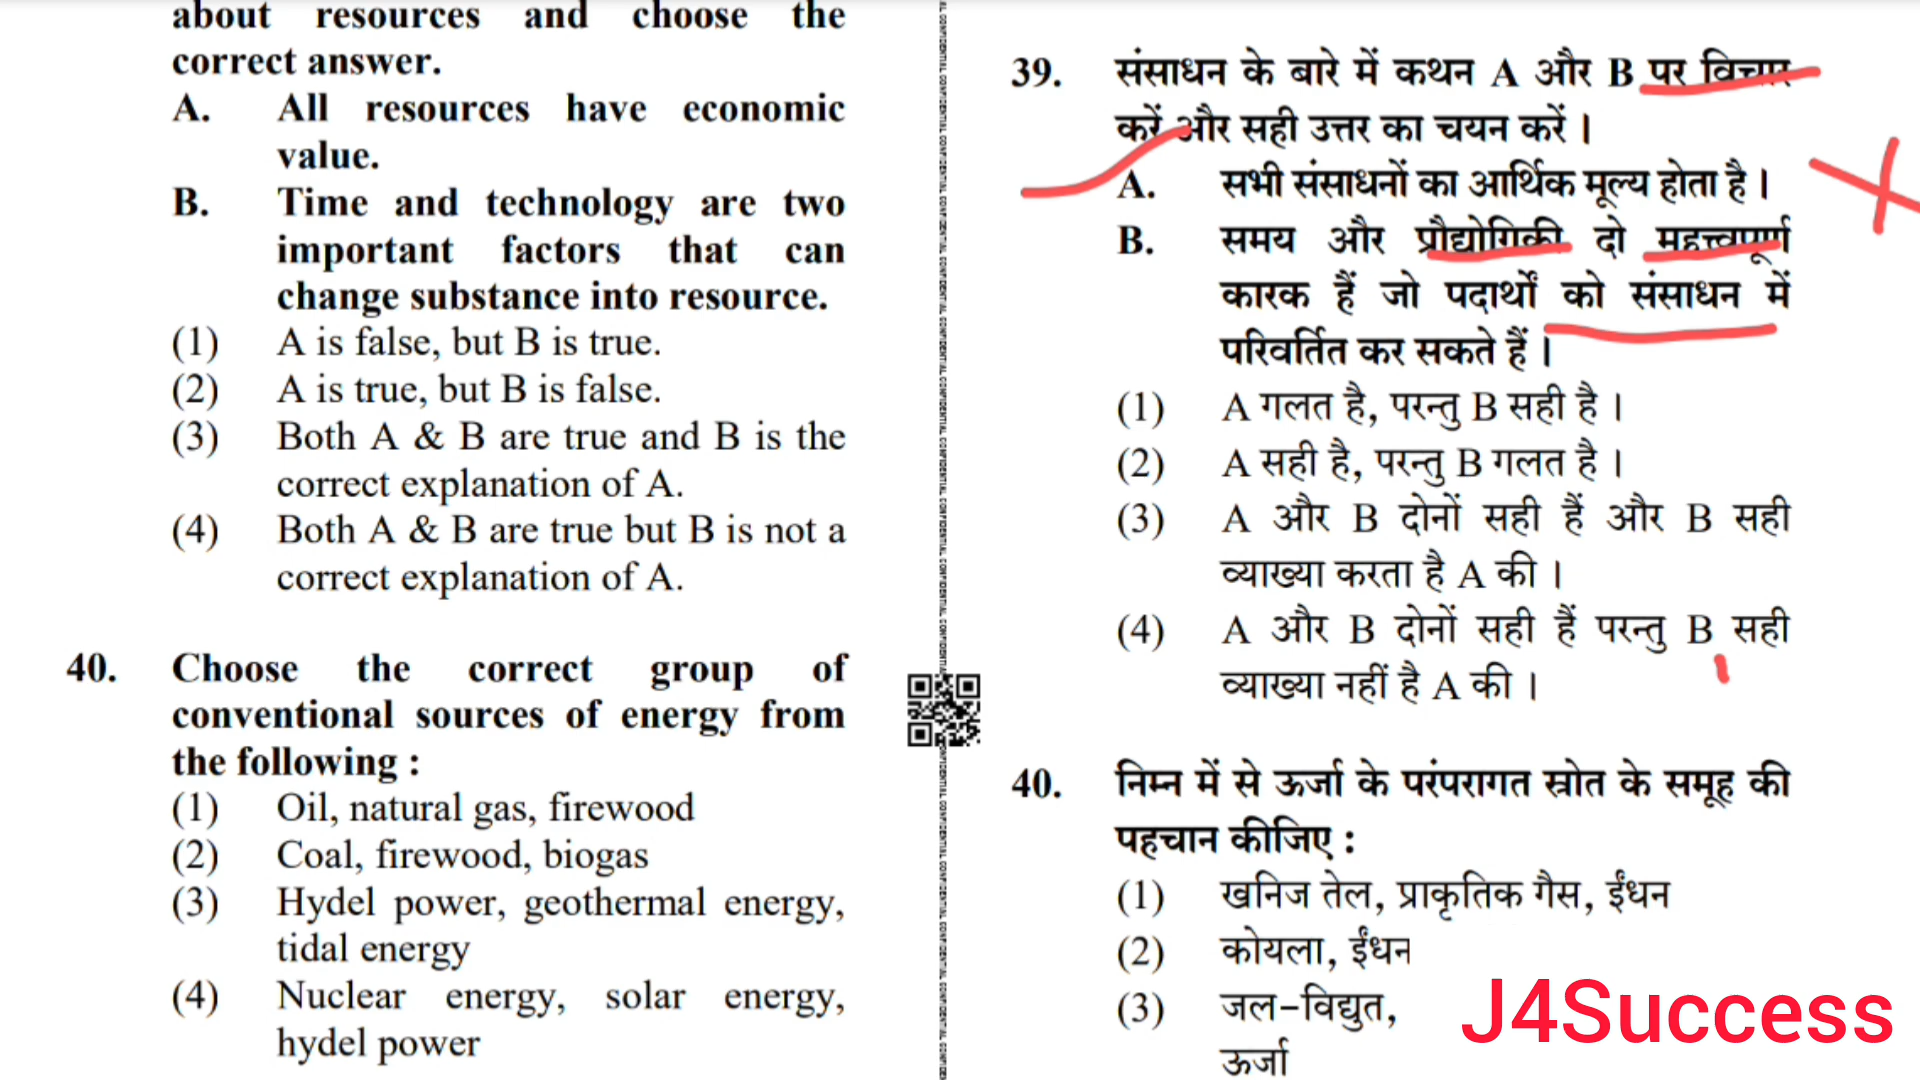 about resources and choose the
correct answer.
A. All resources have economic
value.
B. Time and technology are two
important factors that can
change substance into resource.
(1) A is false, but B is true.
(2) A is true, but B is false.
(3) Both A & B are true and B is the
correct explanation of A.
(4) Both A & B are true but B is not a
correct explanation of A.
40. Choose the correct group of
conventional sources of energy from
the following :
(1) Oil, natural gas, firewood
(2) Coal, firewood, biogas
(3) Hydel power, geothermal energy,
tidal energy
(4) Nuclear energy, solar energy,
hydel power
39. संसाधन के बारे में कथन A और B पर विचार
करें और सही उत्तर का चयन करें ।
A. सभी संसाधनों का आर्थिक मूल्य होता है ।
B. समय और प्रौद्योगिकी दो महत्त्वपूर्ण
कारक हैं जो पदार्थों को संसाधन में
परिवर्तित कर सकते हैं ।
(1) A गलत है, परन्तु B सही है ।
(2) A सही है, परन्तु B गलत है ।
(3) A और B दोनों सही हैं और B सही
व्याख्या करता है A की ।
(4) A और B दोनों सही हैं परन्तु B सही
व्याख्या नहीं है A की ।
40. निम्न में से ऊर्जा के परंपरागत स्रोत के समूह की
पहचान कीजिए :
(1) खनिज तेल, प्राकृतिक गैस, ईंधन
(2) कोयला, ईंधन
(3) जल-विद्युत,
ऊर्जा
J4Success